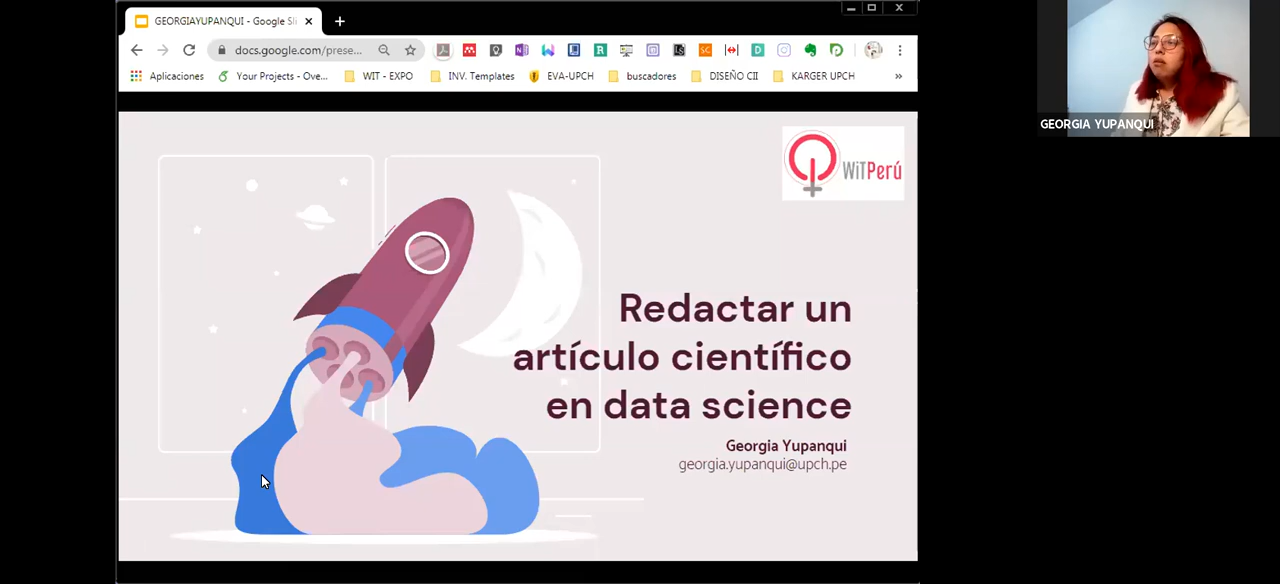 GEORGIAYUPANQUI - Google Sli
docs.google.com/prese...
Aplicaciones
Your Projects - Ove...
WIT - EXPO
INV. Templates
EVA-UPCH
buscadores
DISEÑO CII
KARGER UPCH
»
WiTPerú
Redactar un
artículo científico
en data science
Georgia Yupanqui
georgia.yupanqui@upch.pe
GEORGIA YUPANQUI